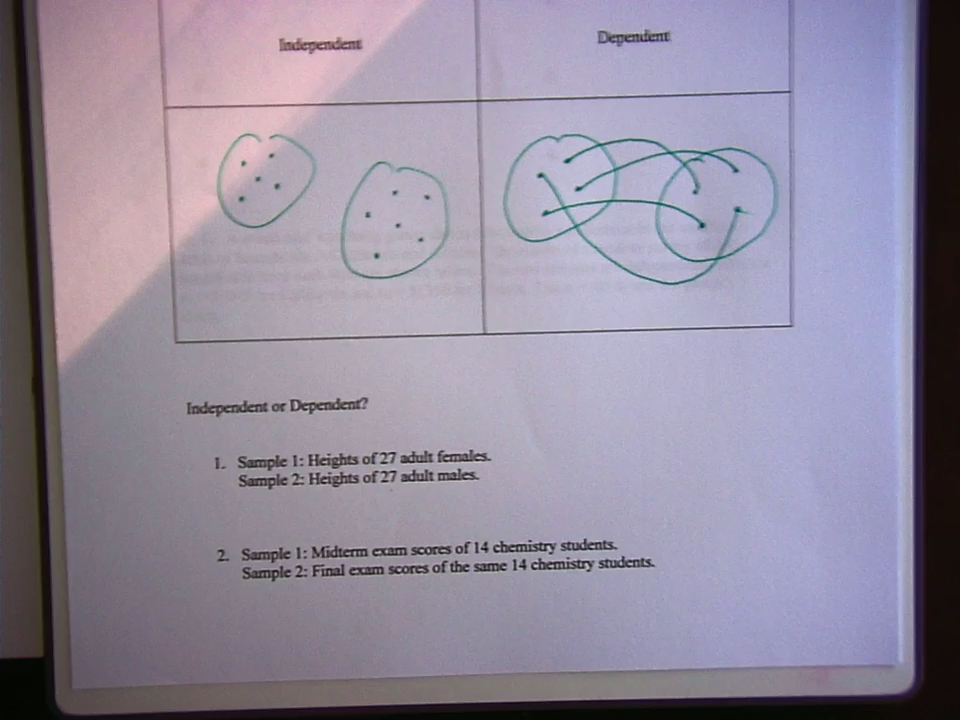 Independent
Dependent
Independent or Dependent?
1. Sample 1: Heights of 27 adult females.
Sample 2: Heights of 27 adult males.
2. Sample 1: Midterm exam scores of 14 chemistry students.
Sample 2: Final exam scores of the same 14 chemistry students.